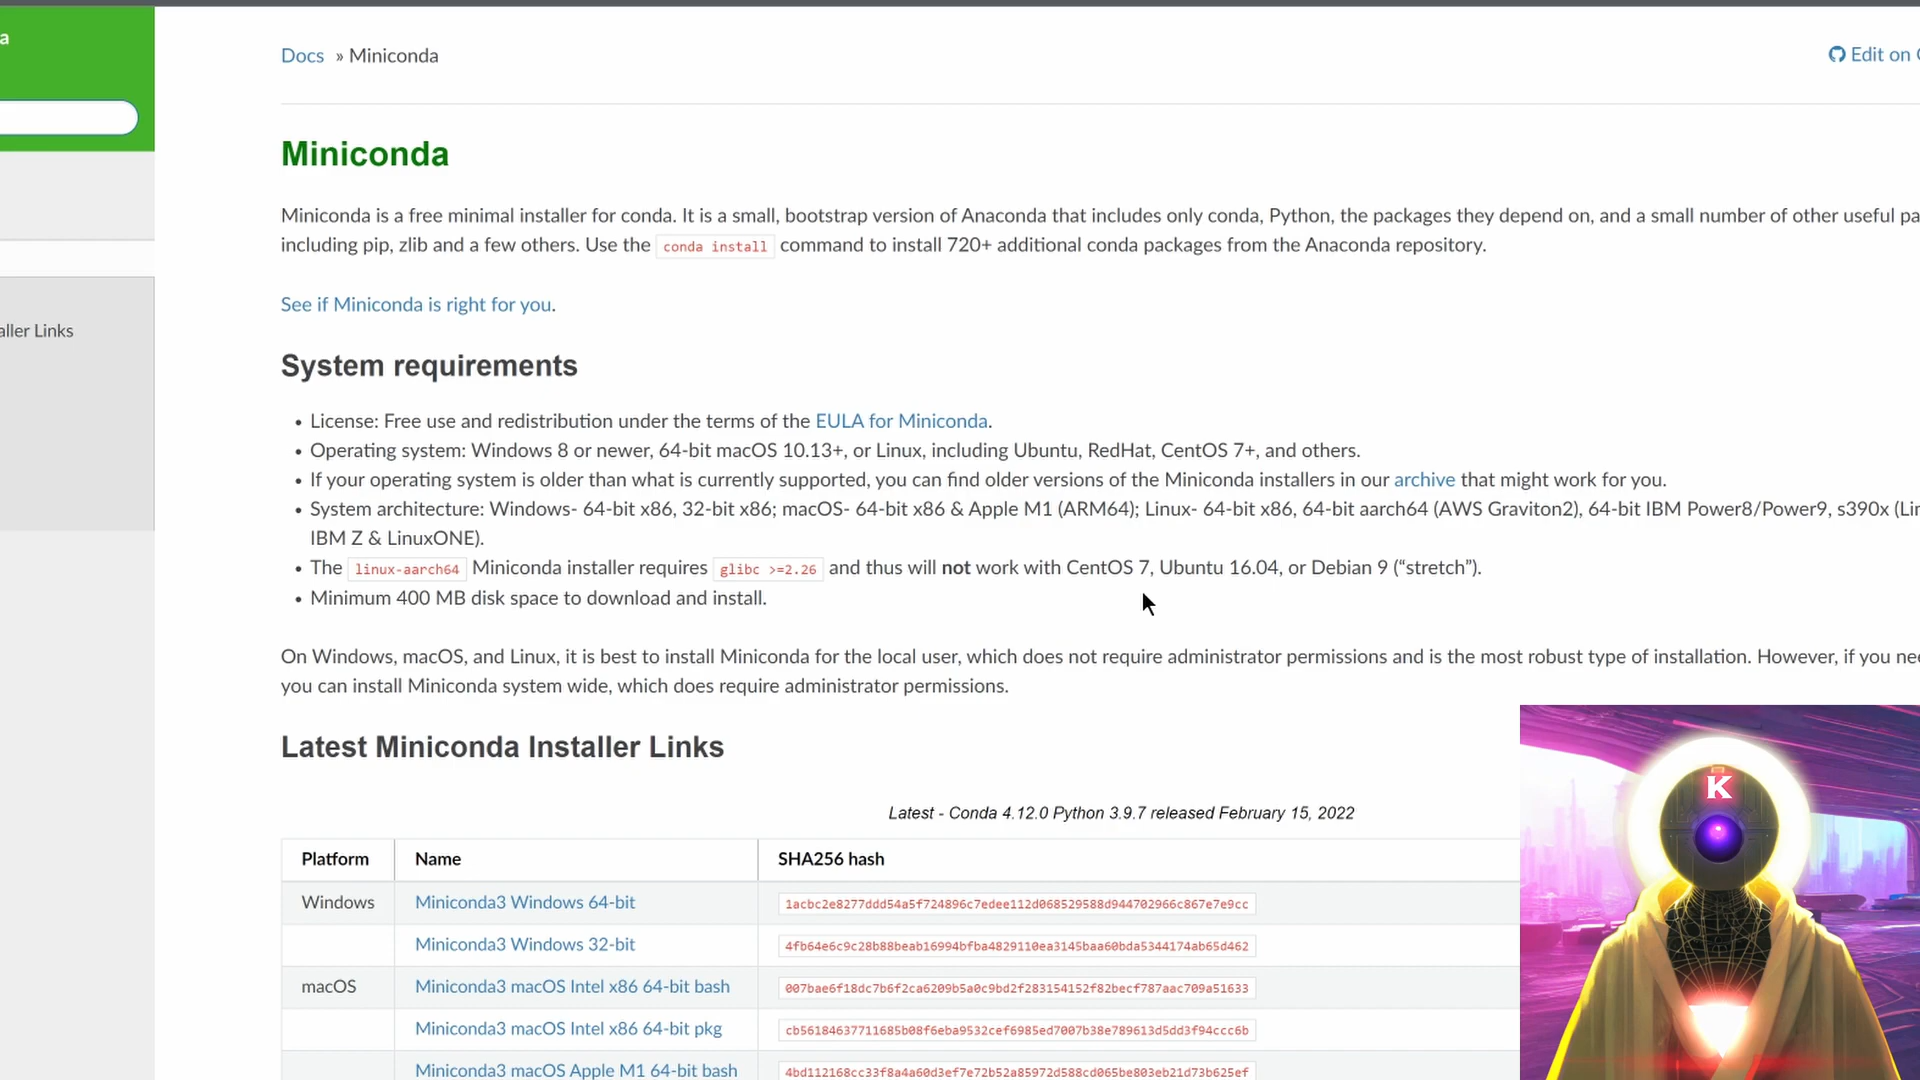 a
Docs » Miniconda
Edit on
Miniconda
Miniconda is a free minimal installer for conda. It is a small, bootstrap version of Anaconda that includes only conda, Python, the packages they depend on, and a small number of other useful pa
including pip, zlib and a few others. Use the conda install command to install 720+ additional conda packages from the Anaconda repository.
See if Miniconda is right for you.
aller Links
System requirements
• License: Free use and redistribution under the terms of the EULA for Miniconda.
• Operating system: Windows 8 or newer, 64-bit macOS 10.13+, or Linux, including Ubuntu, RedHat, CentOS 7+, and others.
• If your operating system is older than what is currently supported, you can find older versions of the Miniconda installers in our archive that might work for you.
• System architecture: Windows- 64-bit x86, 32-bit x86; macOS- 64-bit x86 & Apple M1 (ARM64); Linux- 64-bit x86, 64-bit aarch64 (AWS Graviton2), 64-bit IBM Power8/Power9, s390x (Lin
IBM Z & LinuxONE).
• The linux-aarch64 Miniconda installer requires glibc >=2.26 and thus will not work with CentOS 7, Ubuntu 16.04, or Debian 9 (“stretch”).
• Minimum 400 MB disk space to download and install.
On Windows, macOS, and Linux, it is best to install Miniconda for the local user, which does not require administrator permissions and is the most robust type of installation. However, if you nee
you can install Miniconda system wide, which does require administrator permissions.
Latest Miniconda Installer Links
Latest - Conda 4.12.0 Python 3.9.7 released February 15, 2022
Platform Name SHA256 hash
Windows Miniconda3 Windows 64-bit 1acbc2e8277ddd54a5f724896c7edee112d068529588d944702966c867e7e9cc
Miniconda3 Windows 32-bit 4fb64e6c9c28b88beab16994bfba4829110ea3145baa60bda5344174ab65d462
macOS Miniconda3 macOS Intel x86 64-bit bash 007bae6f18dc7b6f2ca6209b5a0c9bd2f283154152f82becf787aac709a51633
Miniconda3 macOS Intel x86 64-bit pkg cb56184637711685b08f6eba9532cef6985ed7007b38e789613d5dd3f94ccc6b
Miniconda3 macOS Apple M1 64-bit bash 4bd112168cc33f8a4a60d3ef7e72b52a85972d588cd065be803eb21d73b625ef
K